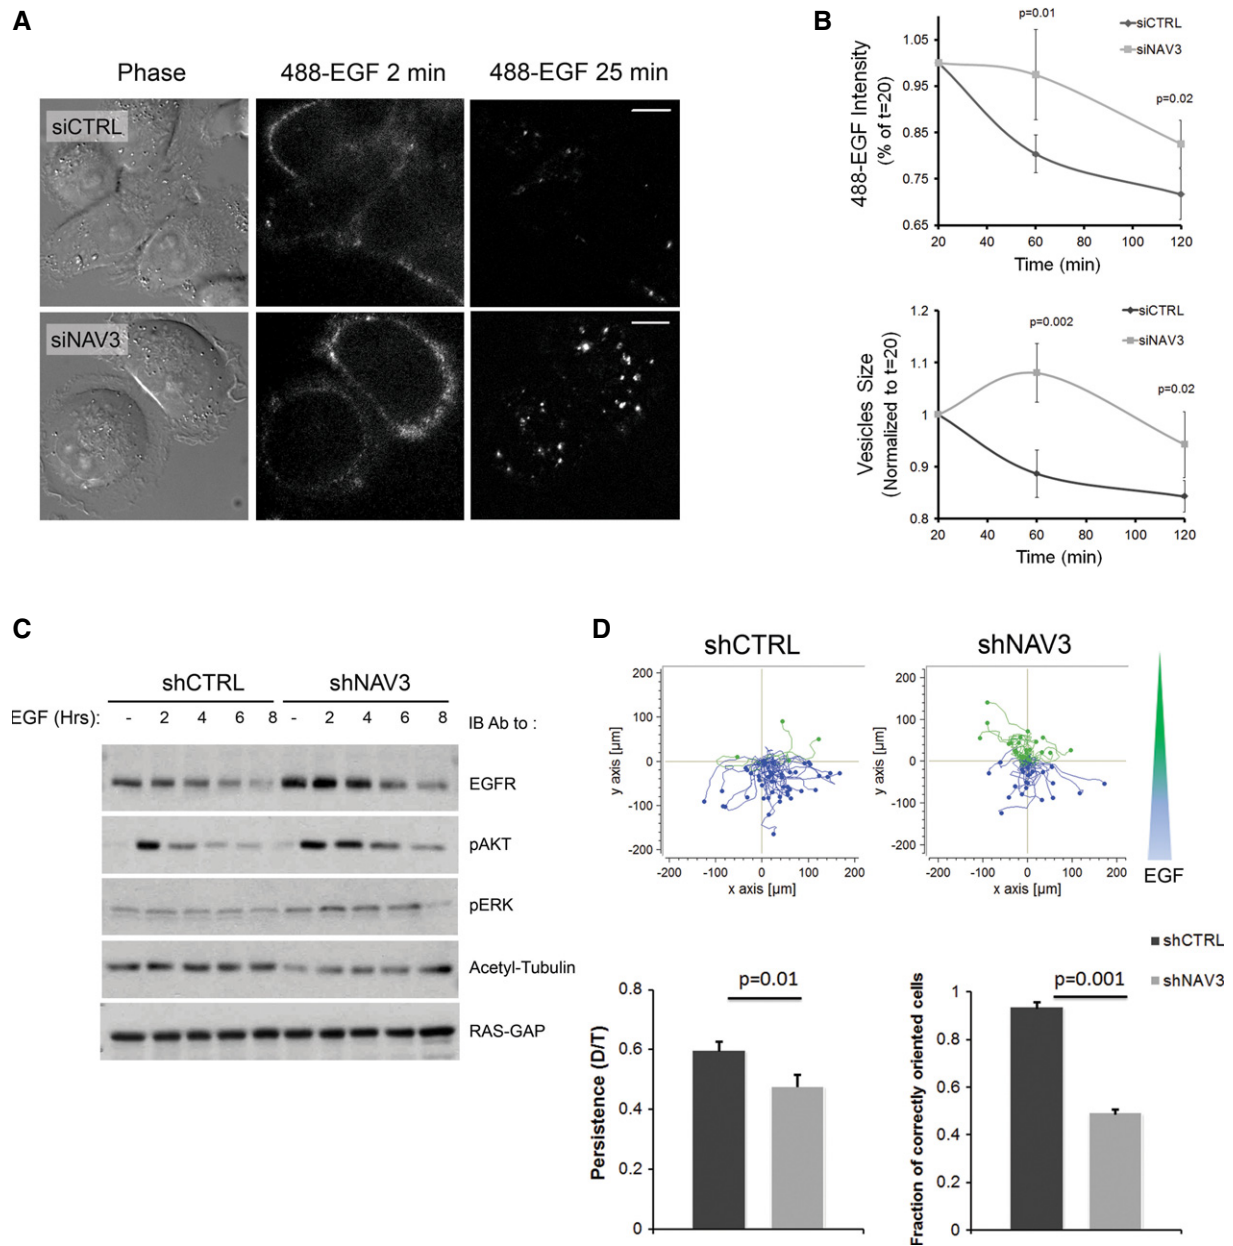 A
Phase
488-EGF 2 min
488-EGF 25 min
siCTRL
siNAV3
B
488-EGF Intensity
(% of t=20)
1.05
0.95
0.85
0.75
0.65
20
40
60
80
100
120
Time (min)
p=0.01
p=0.02
siCTRL
siNAV3
Vesicles Size
(Normalized to t=20)
1.2
1.1
1
0.9
0.8
20
40
60
80
100
120
Time (min)
p=0.002
p=0.02
siCTRL
siNAV3
C
shCTRL
shNAV3
EGF (Hrs):
-
2
4
6
8
-
2
4
6
8
IB Ab to :
EGFR
pAKT
pERK
Acetyl-Tubulin
RAS-GAP
D
shCTRL
y axis [µm]
200
100
0
-100
-200
-200
-100
0
100
200
x axis [µm]
shNAV3
y axis [µm]
200
100
0
-100
-200
-200
-100
0
100
200
x axis [µm]
EGF
Persistence (D/T)
0.8
0.6
0.4
0.2
0
p=0.01
Fraction of correctly oriented cells
1
0.8
0.6
0.4
0.2
0
p=0.001
shCTRL
shNAV3